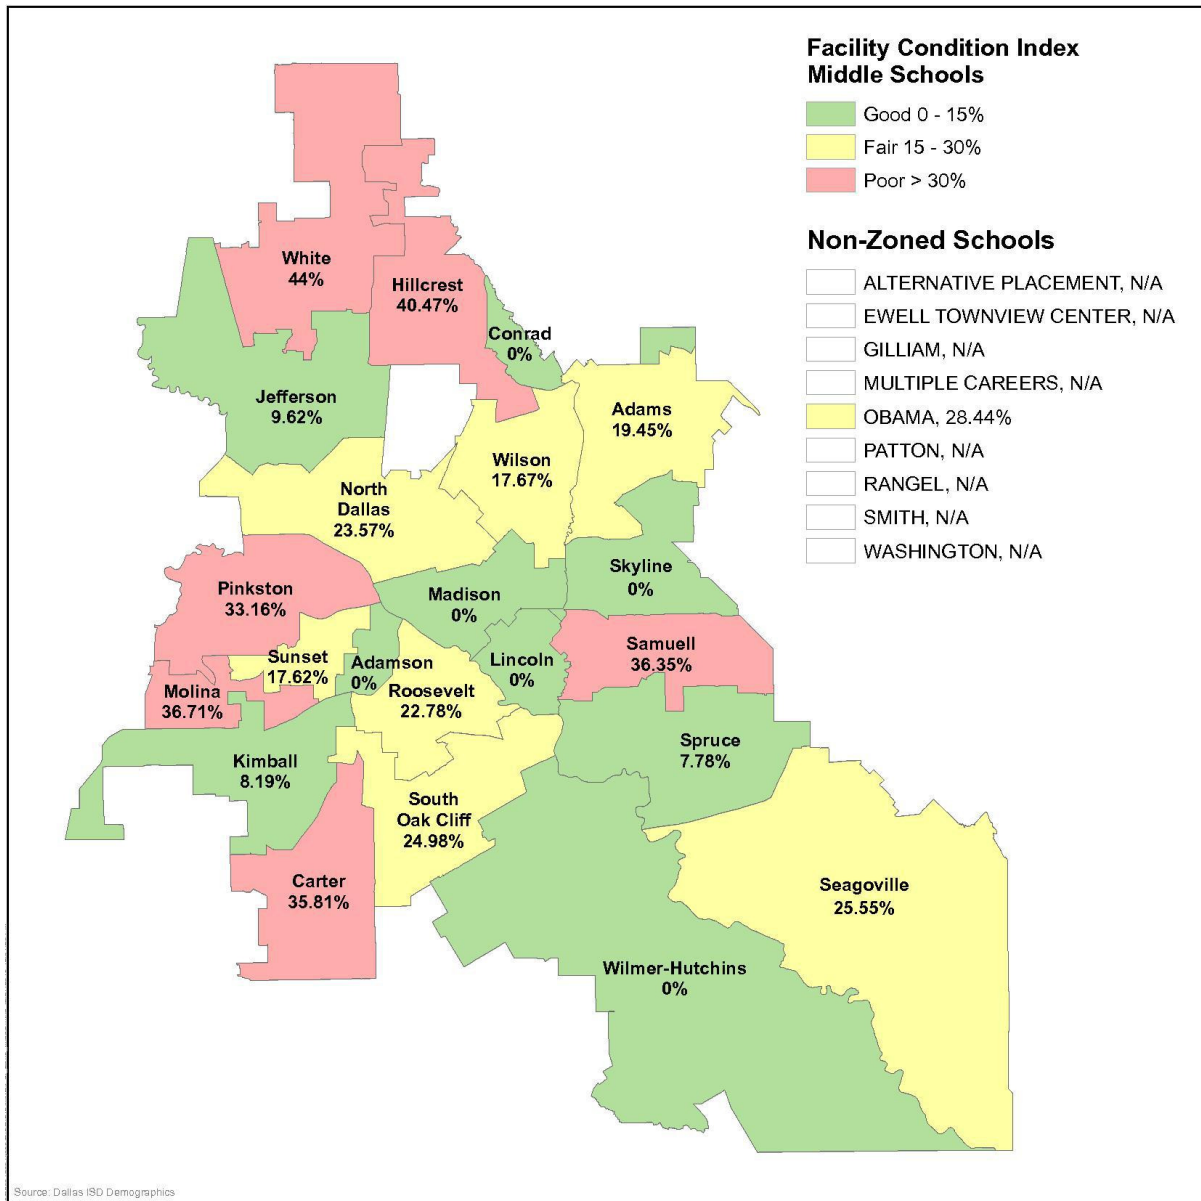 Facility Condition Index
Middle Schools
Good 0 - 15%
Fair 15 - 30%
Poor > 30%
Non-Zoned Schools
ALTERNATIVE PLACEMENT, N/A
EWELL TOWNVIEW CENTER, N/A
GILLIAM, N/A
MULTIPLE CAREERS, N/A
OBAMA, 28.44%
PATTON, N/A
RANGEL, N/A
SMITH, N/A
WASHINGTON, N/A
White
44%
Hillcrest
40.47%
Conrad
0%
Jefferson
9.62%
Adams
19.45%
Wilson
17.67%
North
Dallas
23.57%
Skyline
0%
Pinkston
33.16%
Madison
0%
Sunset
17.62%
Adamson
0%
Lincoln
0%
Samuell
36.35%
Molina
36.71%
Roosevelt
22.78%
Kimball
8.19%
Spruce
7.78%
South
Oak Cliff
24.98%
Carter
35.81%
Seagoville
25.55%
Wilmer-Hutchins
0%
Source: Dallas ISD Demographics